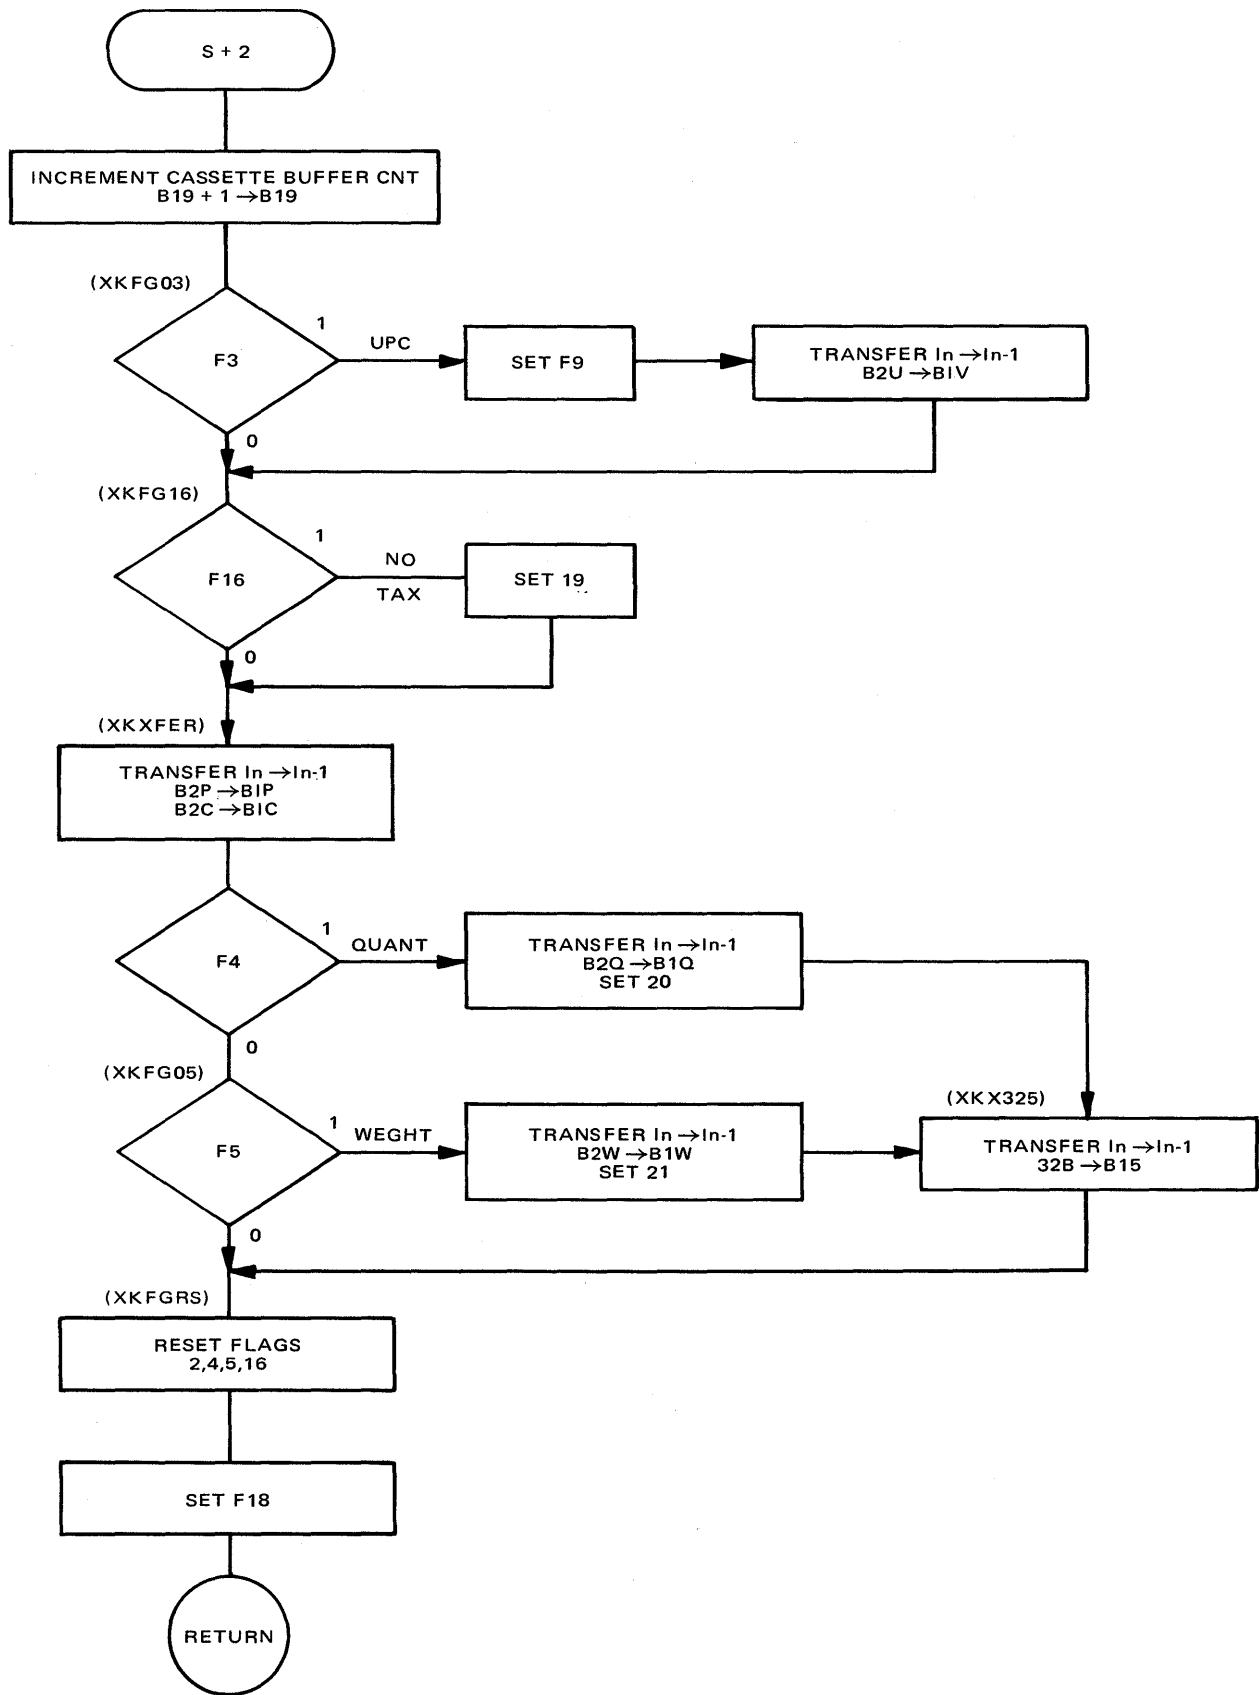 S + 2
INCREMENT CASSETTE BUFFER CNT
B19 + 1 →B19
(XKFG03)
F3
1
UPC
SET F9
TRANSFER In →In-1
B2U →BIV
0
(XKFG16)
F16
1
NO
TAX
SET 19
0
(XKXFER)
TRANSFER In →In-1
B2P →BIP
B2C →BIC
F4
1
QUANT
TRANSFER In →In-1
B2Q →B1Q
SET 20
0
(XKFG05)
F5
1
WEGHT
TRANSFER In →In-1
B2W →B1W
SET 21
(XKX325)
TRANSFER In →In-1
32B →B15
0
(XKFGRS)
RESET FLAGS
2,4,5,16
SET F18
RETURN